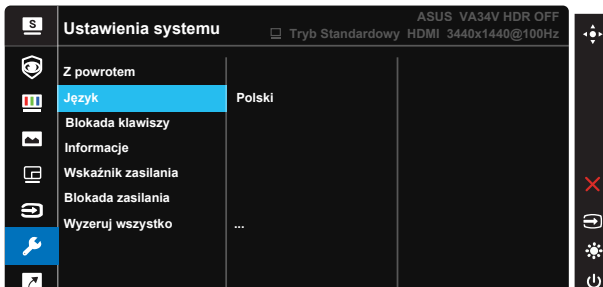 S
Ustawienia systemu
ASUS VA34V HDR OFF
Tryb Standardowy HDMI 3440x1440@100Hz
Z powrotem
Język Polski
Blokada klawiszy
Informacje
Wskaźnik zasilania
Blokada zasilania
Wyzeruj wszystko ...